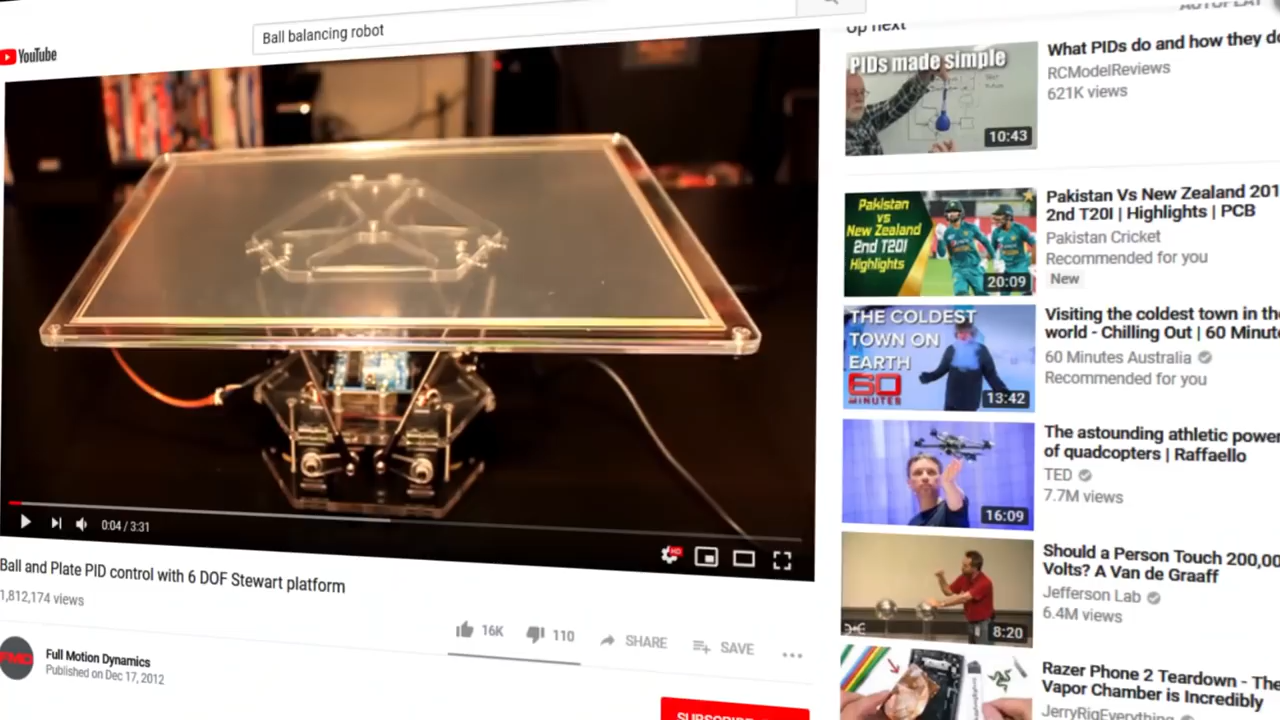 YouTube
Ball balancing robot
AUTOPLAY
Up next
PIDs made simple
10:43
What PIDs do and how they do
RCModelReviews
621K views
Pakistan
vs
New Zealand
2nd T20I
Highlights
20:09
Pakistan Vs New Zealand 201
2nd T20I | Highlights | PCB
Pakistan Cricket
Recommended for you
New
THE COLDEST
TOWN ON
EARTH
60
MINUTES
13:42
Visiting the coldest town in the
world - Chilling Out | 60 Minute
60 Minutes Australia
Recommended for you
16:09
The astounding athletic power
of quadcopters | Raffaello
TED
7.7M views
8:20
Should a Person Touch 200,00
Volts? A Van de Graaff
Jefferson Lab
6.4M views
Razer Phone 2 Teardown - The
Vapor Chamber is Incredibly
JerryRigEverything
0:04 / 3:31
HD
Ball and Plate PID control with 6 DOF Stewart platform
1,812,174 views
16K
110
SHARE
SAVE
FMD
Full Motion Dynamics
Published on Dec 17, 2012